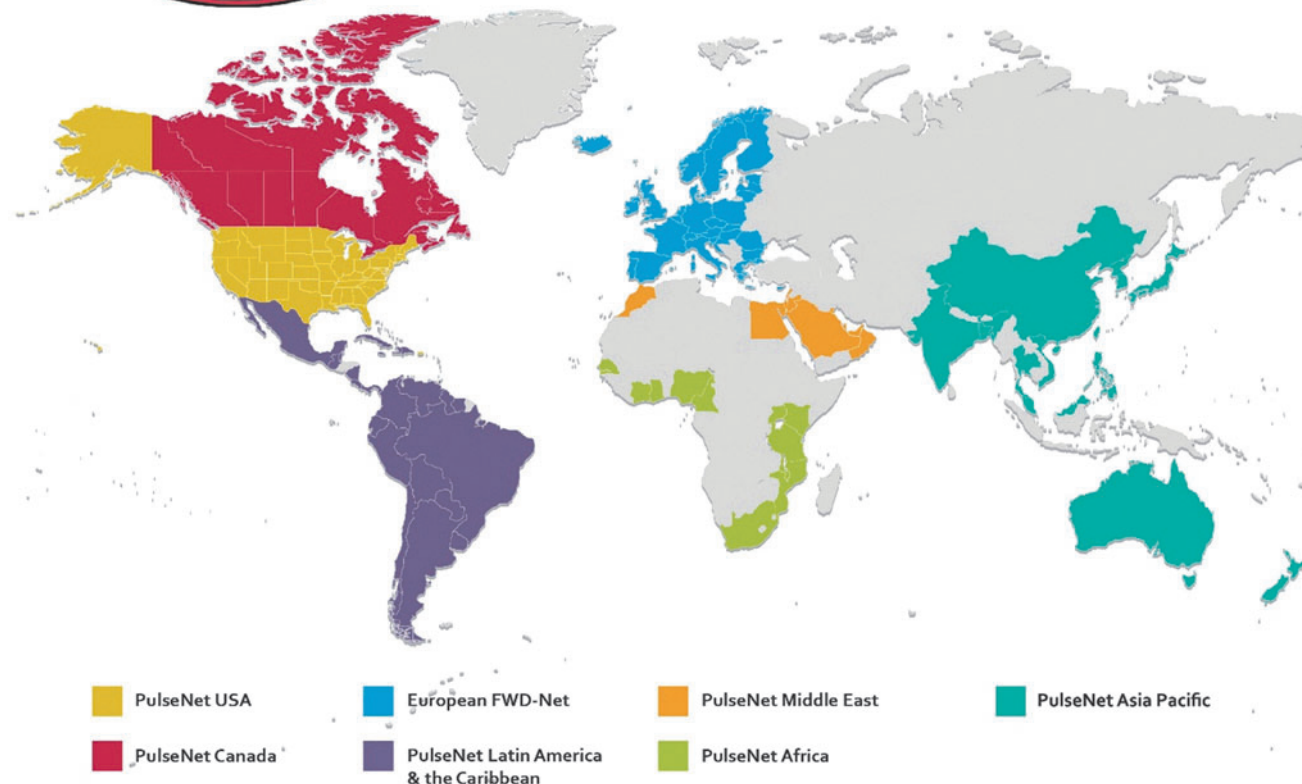 PulseNet USA
European FWD-Net
PulseNet Middle East
PulseNet Asia Pacific
PulseNet Canada
PulseNet Latin America
& the Caribbean
PulseNet Africa